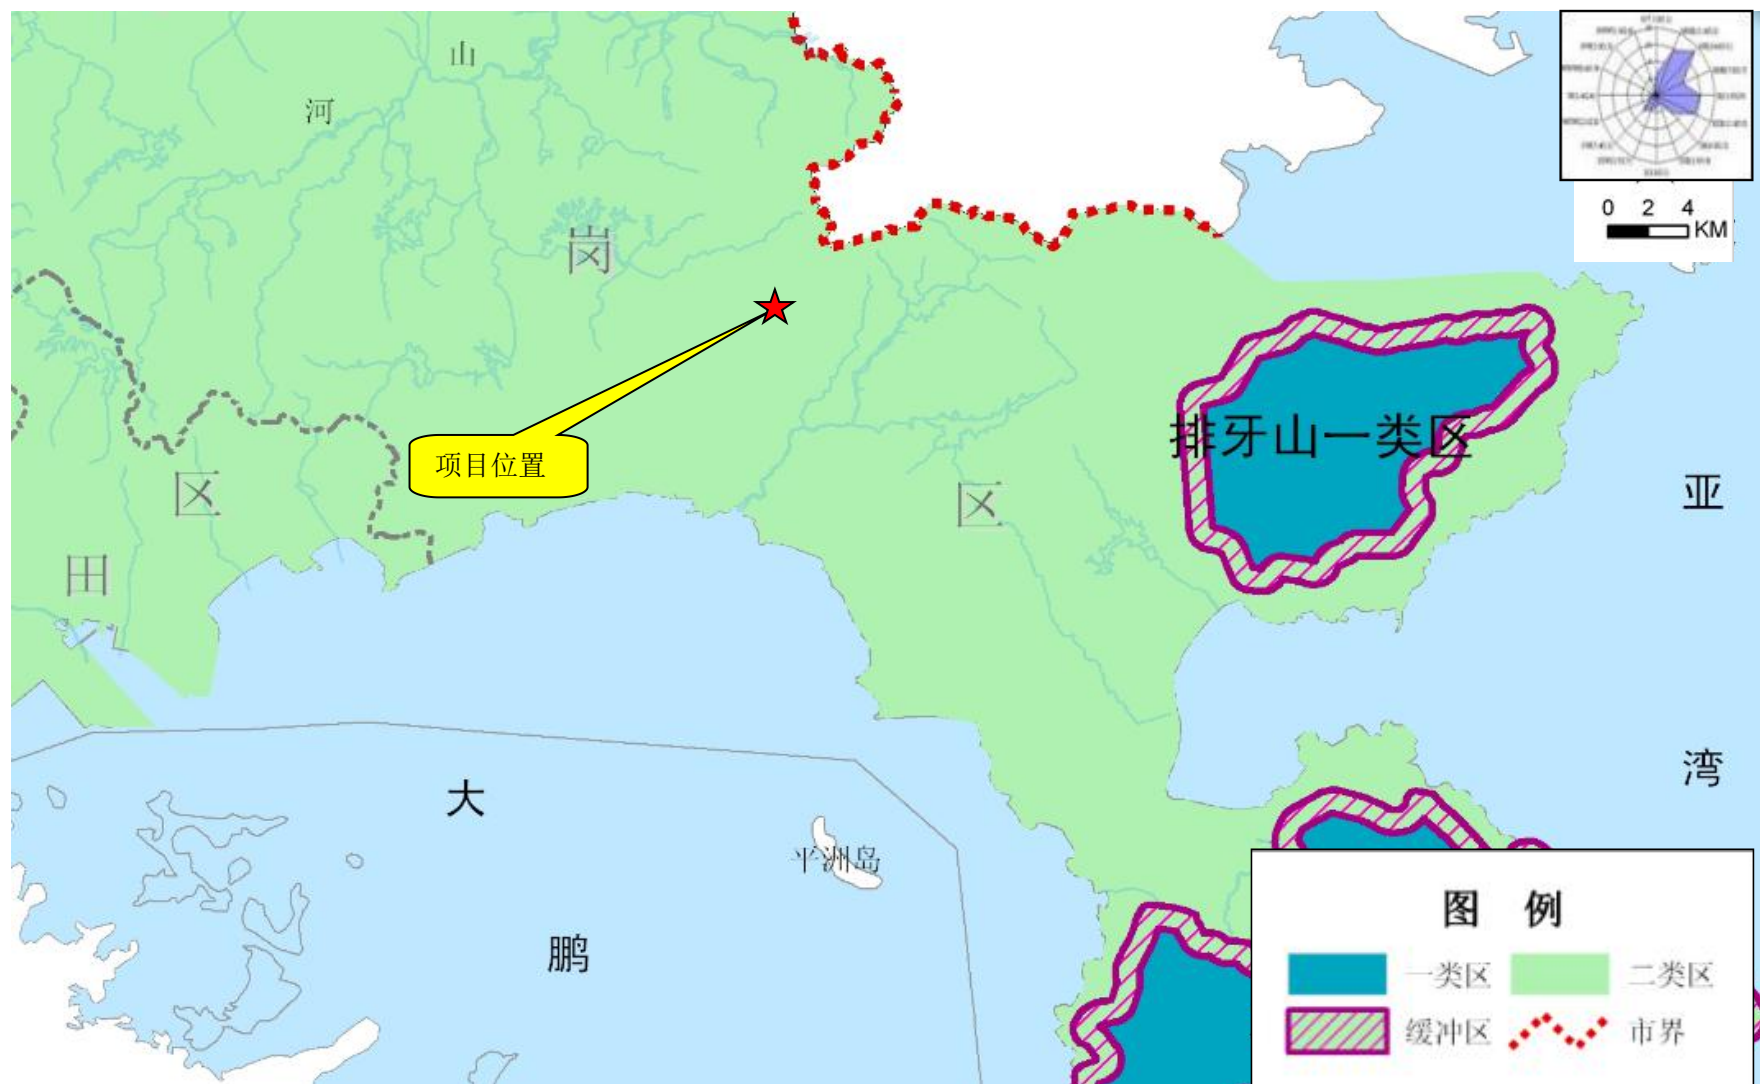 山
河
岗
0 2 4
KM
排牙山一类区
项目位置
区
区
亚
田
湾
大
平洲岛
鹏
图 例
一类区 二类区
缓冲区 市界